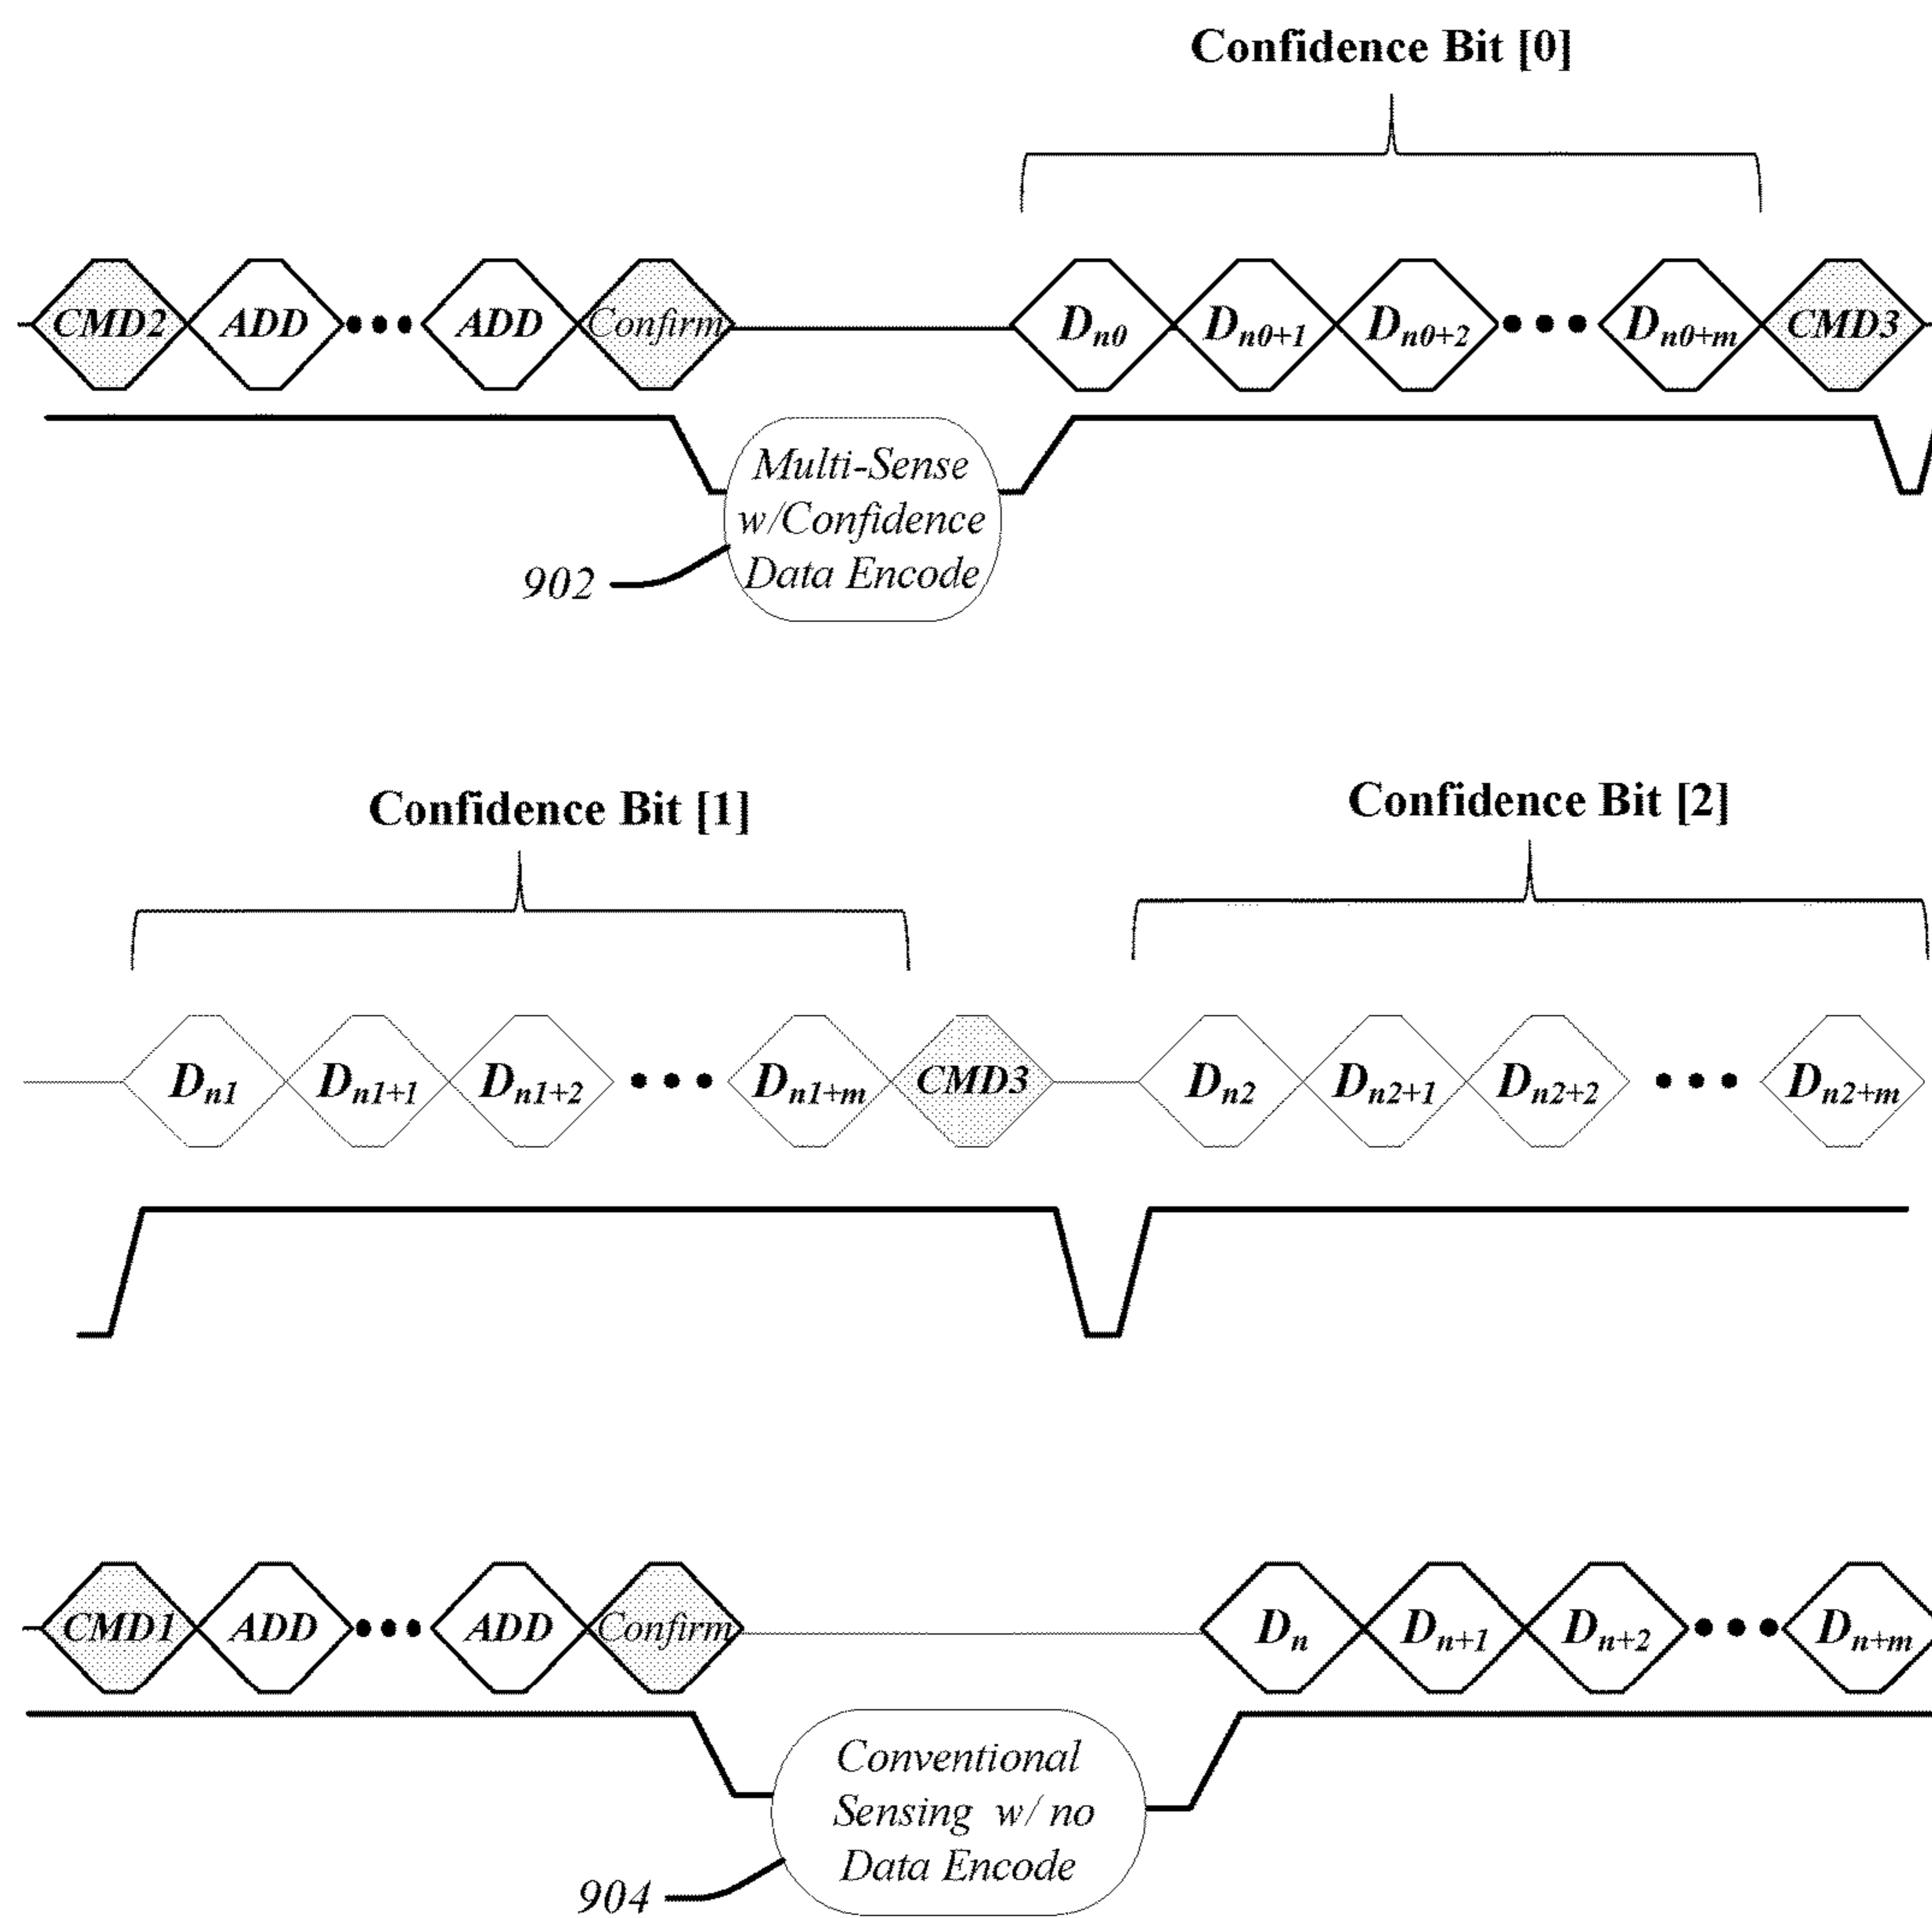 Confidence Bit [0]
CMD2 ADD ••• ADD Confirm Dn0 Dn0+1 Dn0+2 ••• Dn0+m CMD3
Multi-Sense
w/Confidence
Data Encode
902
Confidence Bit [1] Confidence Bit [2]
Dn1 Dn1+1 Dn1+2 ••• Dn1+m CMD3 Dn2 Dn2+1 Dn2+2 ••• Dn2+m
CMD1 ADD ••• ADD Confirm Dn Dn+1 Dn+2 ••• Dn+m
Conventional
Sensing w/ no
Data Encode
904